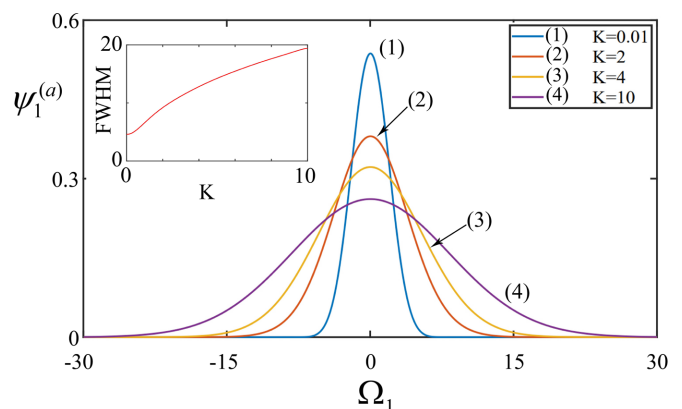 0.6
0.3
0
ψ₁⁽ᵃ⁾
-30
-15
0
15
30
Ω₁
20
0
FWHM
0
10
K
(1)
(2)
(3)
(4)
(1) K=0.01
(2) K=2
(3) K=4
(4) K=10